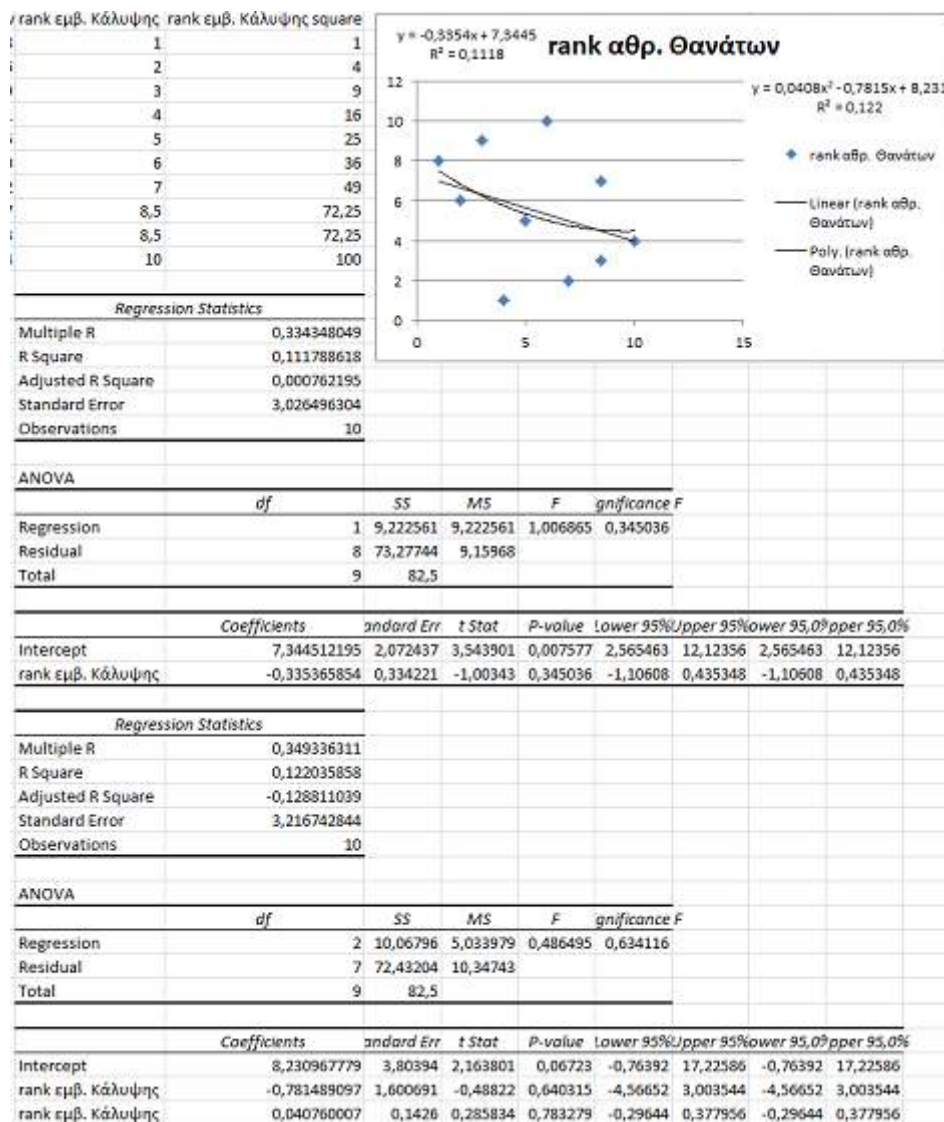 rank εμβ. Κάλυψης rank εμβ. Κάλυψης square
1 1
2 4
3 9
4 16
5 25
6 36
7 49
8,5 72,25
8,5 72,25
10 100
y = -0,3354x + 7,3445
R² = 0,1118
rank αθρ. Θανάτων
y = 0,0408x² - 0,7815x + 8,231
R² = 0,122
12
10
8
6
4
2
0
0 5 10 15
rank αθρ. Θανάτων
Linear (rank αθρ. Θανάτων)
Poly. (rank αθρ. Θανάτων)
Regression Statistics
Multiple R 0,334348049
R Square 0,111788618
Adjusted R Square 0,000762195
Standard Error 3,026496304
Observations 10
ANOVA
df SS MS F gnificance F
Regression 1 9,222561 9,222561 1,006865 0,345036
Residual 8 73,27744 9,15968
Total 9 82,5
Coefficients andard Err t Stat P-value Lower 95% Upper 95% ower 95,0% pper 95,0%
Intercept 7,344512195 2,072437 3,543901 0,007577 2,565463 12,12356 2,565463 12,12356
rank εμβ. Κάλυψης -0,335365854 0,334221 -1,00343 0,345036 -1,10608 0,435348 -1,10608 0,435348
Regression Statistics
Multiple R 0,349336311
R Square 0,122035858
Adjusted R Square -0,128811039
Standard Error 3,216742844
Observations 10
ANOVA
df SS MS F gnificance F
Regression 2 10,06796 5,033979 0,486495 0,634116
Residual 7 72,43204 10,34743
Total 9 82,5
Coefficients andard Err t Stat P-value Lower 95% Upper 95% ower 95,0% pper 95,0%
Intercept 8,230967779 3,80394 2,163801 0,06723 -0,76392 17,22586 -0,76392 17,22586
rank εμβ. Κάλυψης -0,781489097 1,600691 -0,48822 0,640315 -4,56652 3,003544 -4,56652 3,003544
rank εμβ. Κάλυψης 0,040760007 0,1426 0,285834 0,783279 -0,29644 0,377956 -0,29644 0,377956